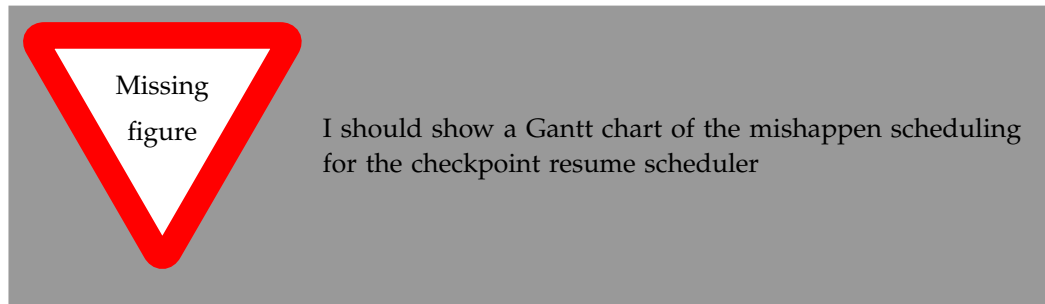 Missing
figure
I should show a Gantt chart of the mishappen scheduling
for the checkpoint resume scheduler